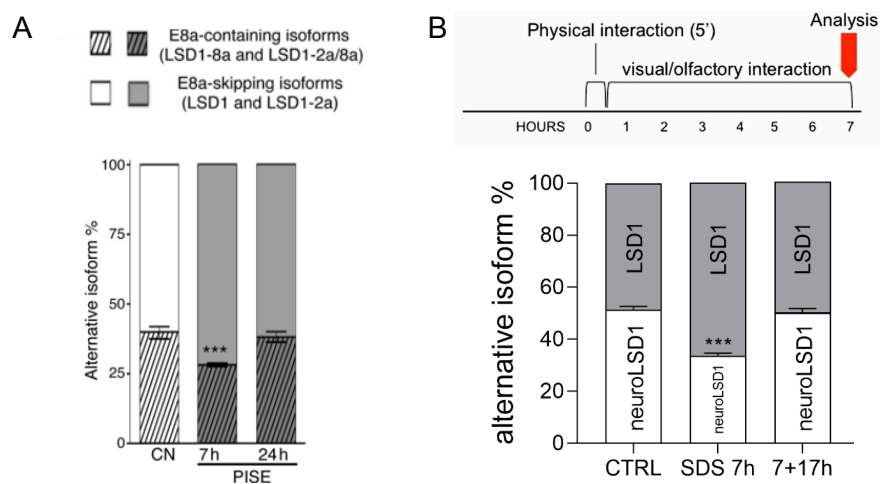 A
E8a-containing isoforms
(LSD1-8a and LSD1-2a/8a)
E8a-skipping isoforms
(LSD1 and LSD1-2a)
Alternative isoform %
100
75
50
25
0
***
CN
7h
24h
PISE
B
Analysis
Physical interaction (5')
visual/olfactory interaction
HOURS 0 1 2 3 4 5 6 7
alternative isoform %
100
80
60
40
20
0
LSD1
LSD1
LSD1
***
neuroLSD1
neuroLSD1
neuroLSD1
CTRL SDS 7h 7+17h